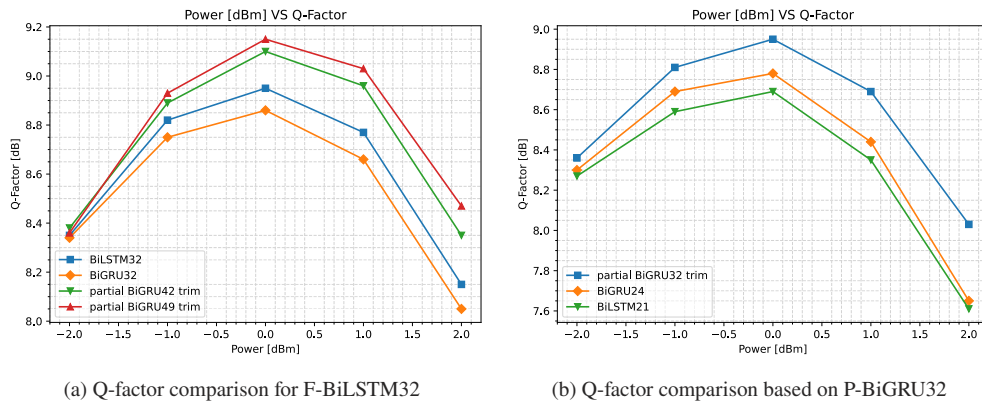 Power [dBm] VS Q-Factor
9.2
9.0
8.8
8.6
8.4
8.2
8.0
Q-Factor [dB]
BiLSTM32
BiGRU32
partial BiGRU42 trim
partial BiGRU49 trim
−2.0 −1.5 −1.0 −0.5 0.0 0.5 1.0 1.5 2.0
Power [dBm]
(a) Q-factor comparison for F-BiLSTM32
Power [dBm] VS Q-Factor
9.0
8.8
8.6
8.4
8.2
8.0
7.8
7.6
Q-Factor [dB]
partial BiGRU32 trim
BiGRU24
BiLSTM21
−2.0 −1.5 −1.0 −0.5 0.0 0.5 1.0 1.5 2.0
Power [dBm]
(b) Q-factor comparison based on P-BiGRU32